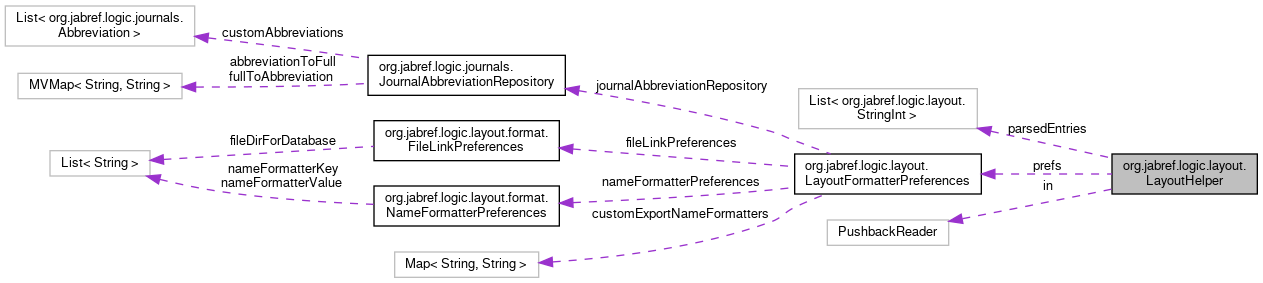 List< org.jabref.logic.journals.
Abbreviation >
customAbbreviations
abbreviationToFull
fullToAbbreviation
MVMap< String, String >
org.jabref.logic.journals.
JournalAbbreviationRepository
journalAbbreviationRepository
List< org.jabref.logic.layout.
StringInt >
parsedEntries
fileDirForDatabase
org.jabref.logic.layout.format.
FileLinkPreferences
fileLinkPreferences
List< String >
nameFormatterKey
nameFormatterValue
org.jabref.logic.layout.format.
NameFormatterPreferences
nameFormatterPreferences
org.jabref.logic.layout.
LayoutFormatterPreferences
prefs
in
org.jabref.logic.layout.
LayoutHelper
customExportNameFormatters
PushbackReader
Map< String, String >